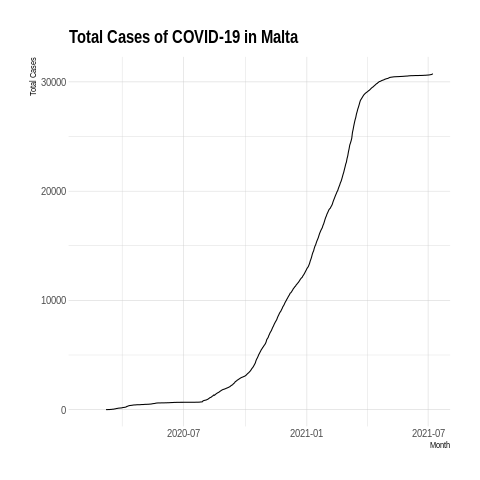 Total Cases of COVID-19 in Malta
Total Cases
30000
20000
10000
0
2020-07
2021-01
2021-07
Month